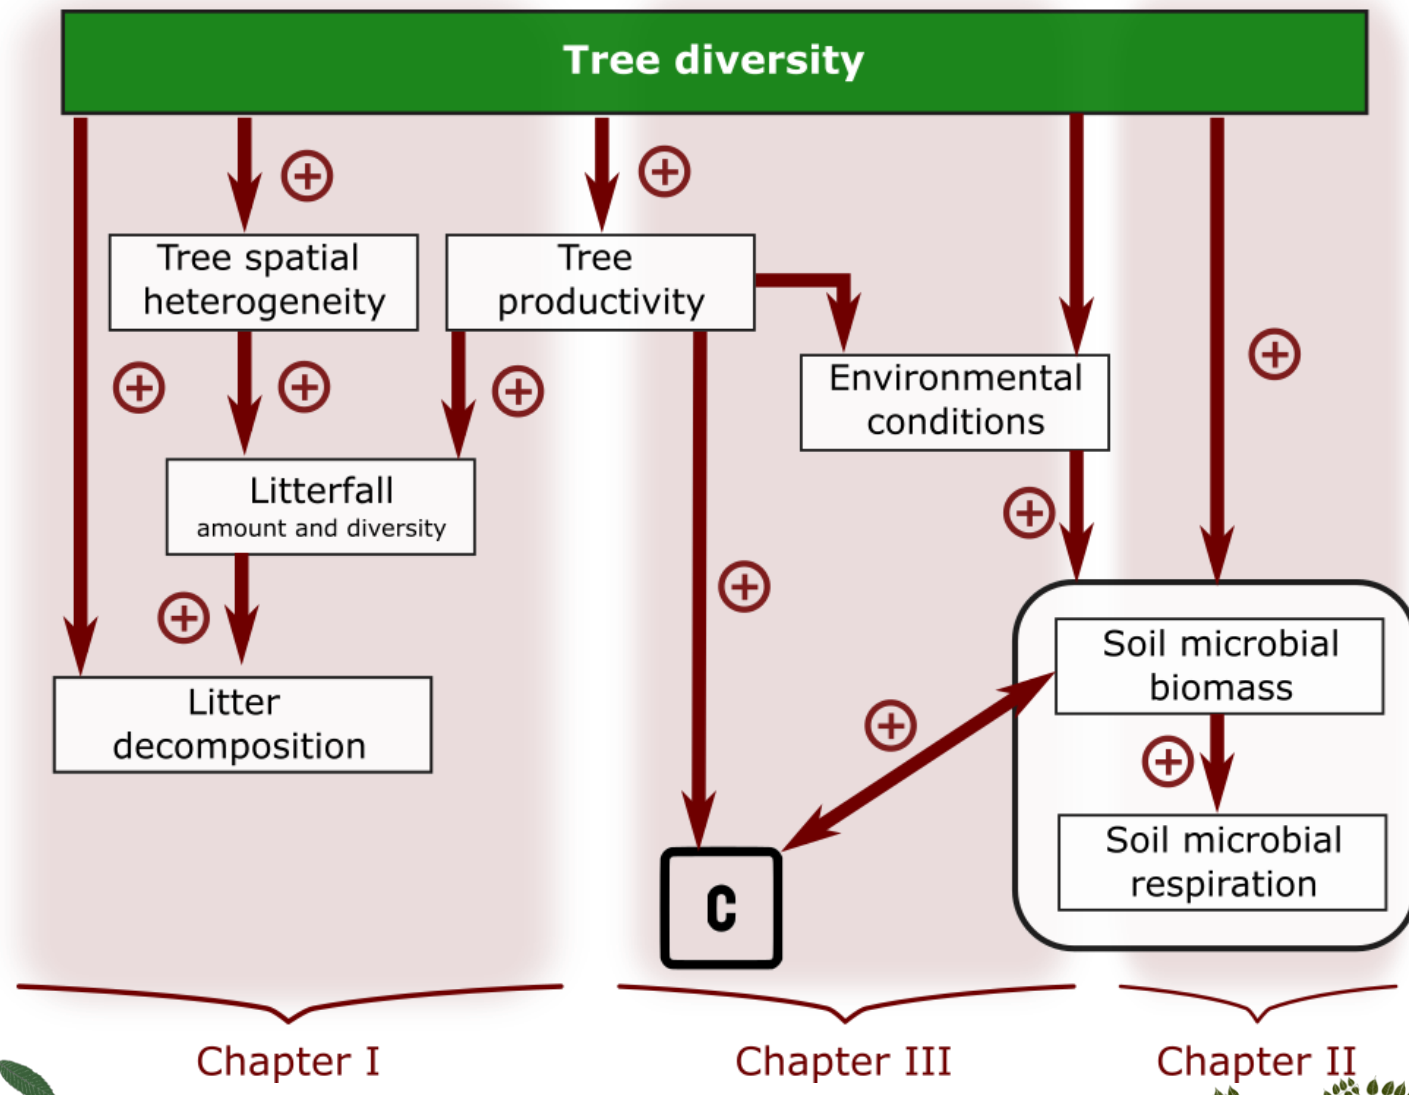 Tree diversity
Tree spatial
heterogeneity
Tree
productivity
Environmental
conditions
Litterfall
amount and diversity
Soil microbial
biomass
Litter
decomposition
Soil microbial
respiration
C
Chapter I
Chapter III
Chapter II